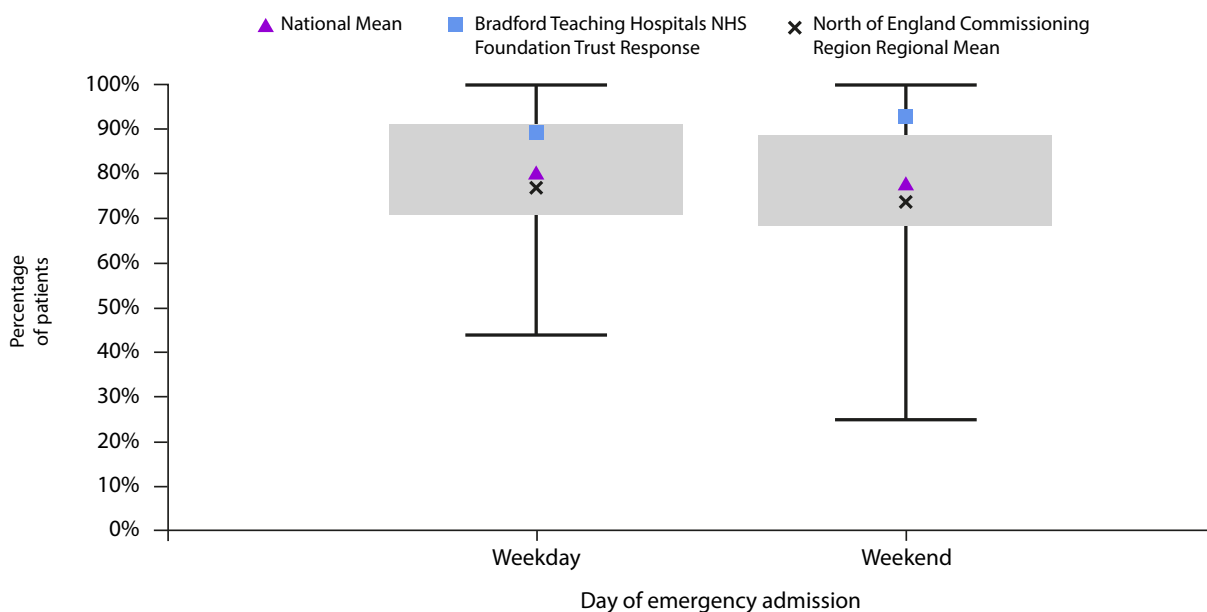 National Mean
Bradford Teaching Hospitals NHS
Foundation Trust Response
North of England Commissioning
Region Regional Mean
100%
90%
80%
70%
60%
50%
40%
30%
20%
10%
0%
Percentage
of patients
Weekday
Weekend
Day of emergency admission